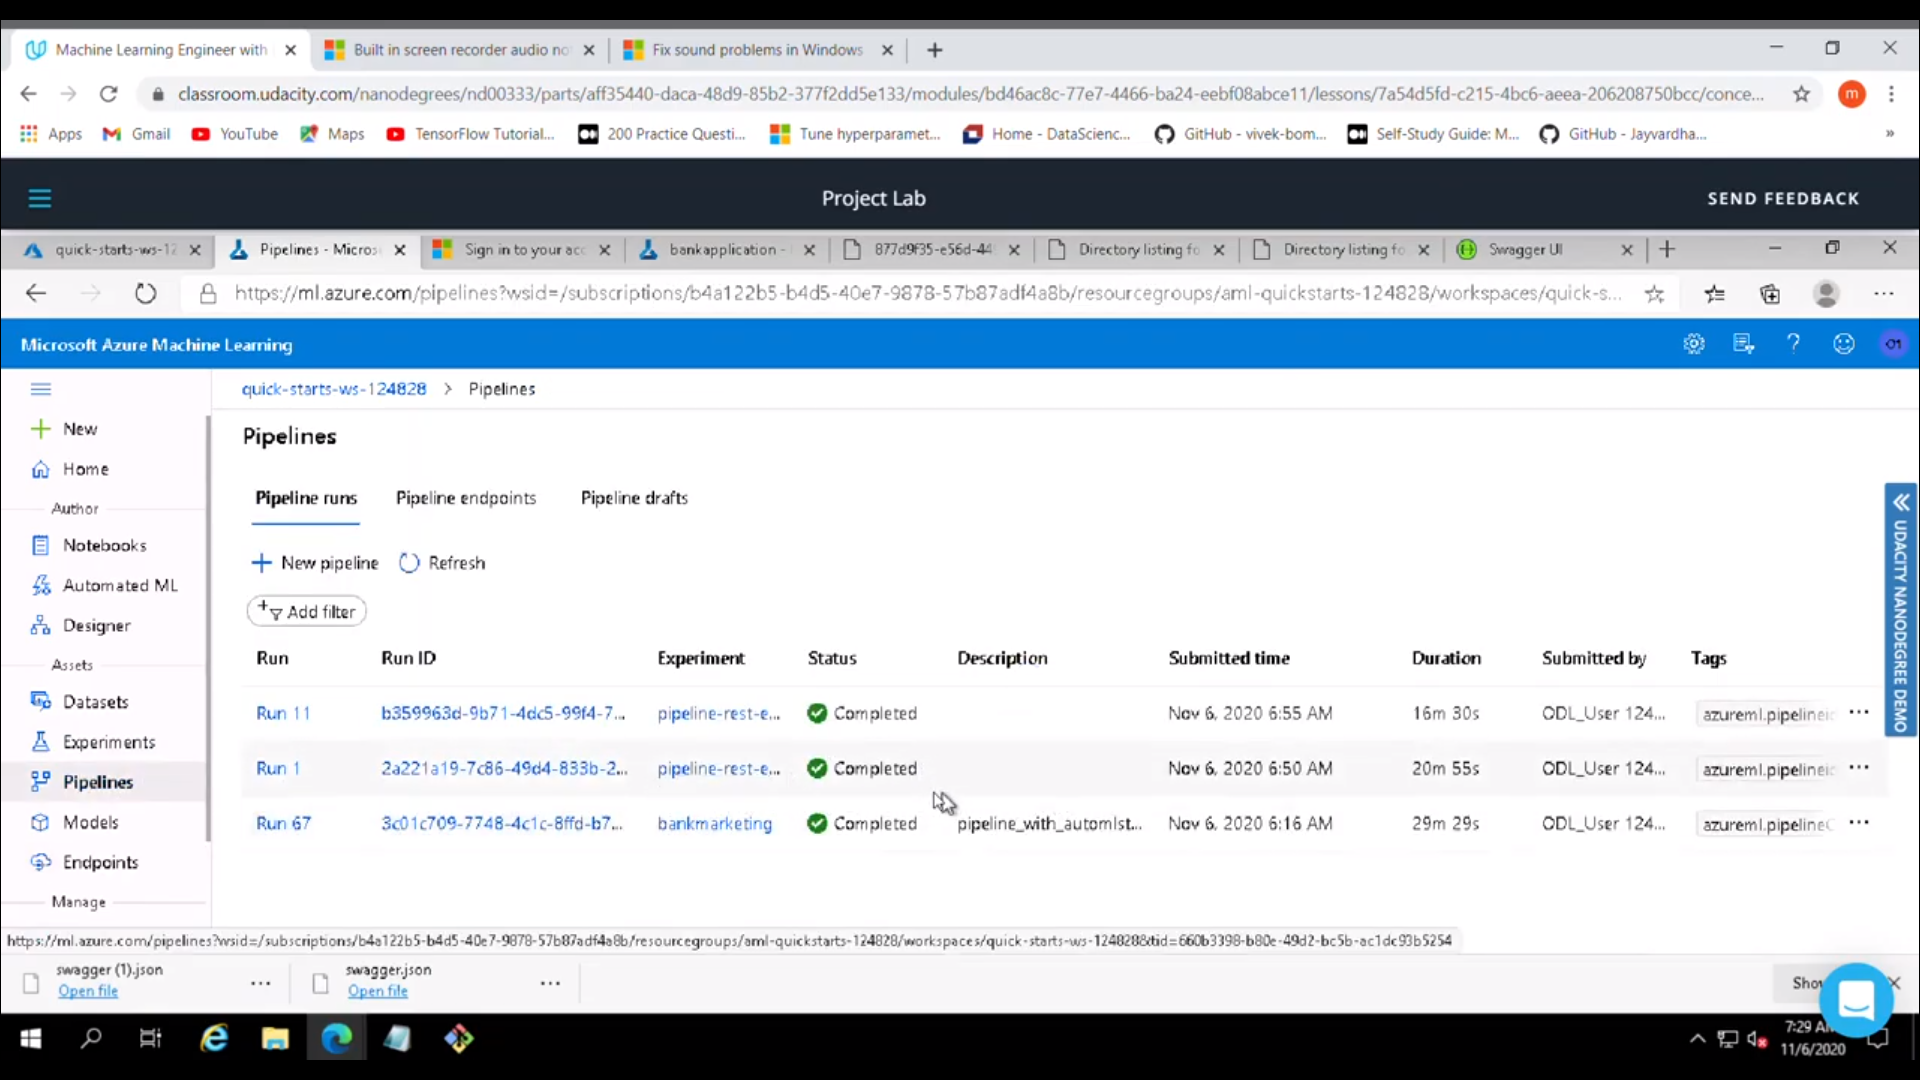 Machine Learning Engineer with
Built in screen recorder audio no
Fix sound problems in Windows
classroom.udacity.com/nanodegrees/nd00333/parts/aff35440-daca-48d9-85b2-377f2dd5e133/modules/bd46ac8c-77e7-4466-ba24-eebf08abce11/lessons/7a54d5fd-c215-4bc6-aeea-206208750bcc/conce...
m
Apps
Gmail
YouTube
Maps
TensorFlow Tutorial...
200 Practice Questi...
Tune hyperparamet...
Home - DataScienc...
GitHub - vivek-bom...
Self-Study Guide: M...
GitHub - Jayvardha...
»
Project Lab
SEND FEEDBACK
quick-starts-ws-12
Pipelines - Micros
Sign in to your acc
bankapplication -
877d9f35-e56d-44
Directory listing fo
Directory listing fo
Swagger UI
https://ml.azure.com/pipelines?wsid=/subscriptions/b4a122b5-b4d5-40e7-9878-57b87adf4a8b/resourcegroups/aml-quickstarts-124828/workspaces/quick-s...
Microsoft Azure Machine Learning
O1
quick-starts-ws-124828 > Pipelines
New
Home
Author
Notebooks
Automated ML
Designer
Assets
Datasets
Experiments
Pipelines
Models
Endpoints
Manage
Pipelines
Pipeline runs
Pipeline endpoints
Pipeline drafts
New pipeline
Refresh
Add filter
Run Run ID Experiment Status Description Submitted time Duration Submitted by Tags
Run 11 b359963d-9b71-4dc5-99f4-7... pipeline-rest-e... Completed Nov 6, 2020 6:55 AM 16m 30s ODL_User 124... azureml.pipelineid ...
Run 1 2a221a19-7c86-49d4-833b-2... pipeline-rest-e... Completed Nov 6, 2020 6:50 AM 20m 55s ODL_User 124... azureml.pipelineid ...
Run 67 3c01c709-7748-4c1c-8ffd-b7... bankmarketing Completed pipeline_with_automlst... Nov 6, 2020 6:16 AM 29m 29s ODL_User 124... azureml.pipelineC ...
UDACITY NANODEGREE DEMO
https://ml.azure.com/pipelines?wsid=/subscriptions/b4a122b5-b4d5-40e7-9878-57b87adf4a8b/resourcegroups/aml-quickstarts-124828/workspaces/quick-starts-ws-124828&tid=660b3398-b80e-49d2-bc5b-ac1dc93b5254
swagger (1).json
Open file
swagger.json
Open file
Show
7:29 AM
11/6/2020